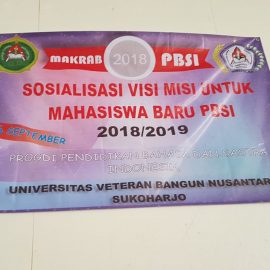 MAKRAB 2018 PBSI
SOSIALISASI VISI MISI UNTUK
MAHASISWA BARU PBSI
2018/2019
SEPTEMBER
PROGDI PENDIDIKAN BAHASA DAN SASTRA
INDONESIA
UNIVERSITAS VETERAN BANGUN NUSANTARA
SUKOHARJO